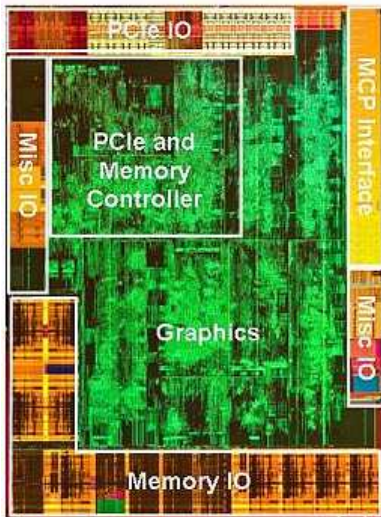 PCIe IO
MCP Interface
Misc IO
PCIe and
Memory
Controller
Graphics
Misc IO
Memory IO